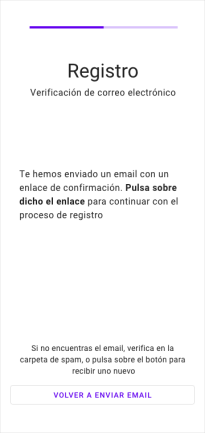 Registro
Verificación de correo electrónico
Te hemos enviado un email con un
enlace de confirmación. Pulsa sobre
dicho el enlace para continuar con el
proceso de registro
Si no encuentras el email, verifica en la
carpeta de spam, o pulsa sobre el botón para
recibir uno nuevo
VOLVER A ENVIAR EMAIL